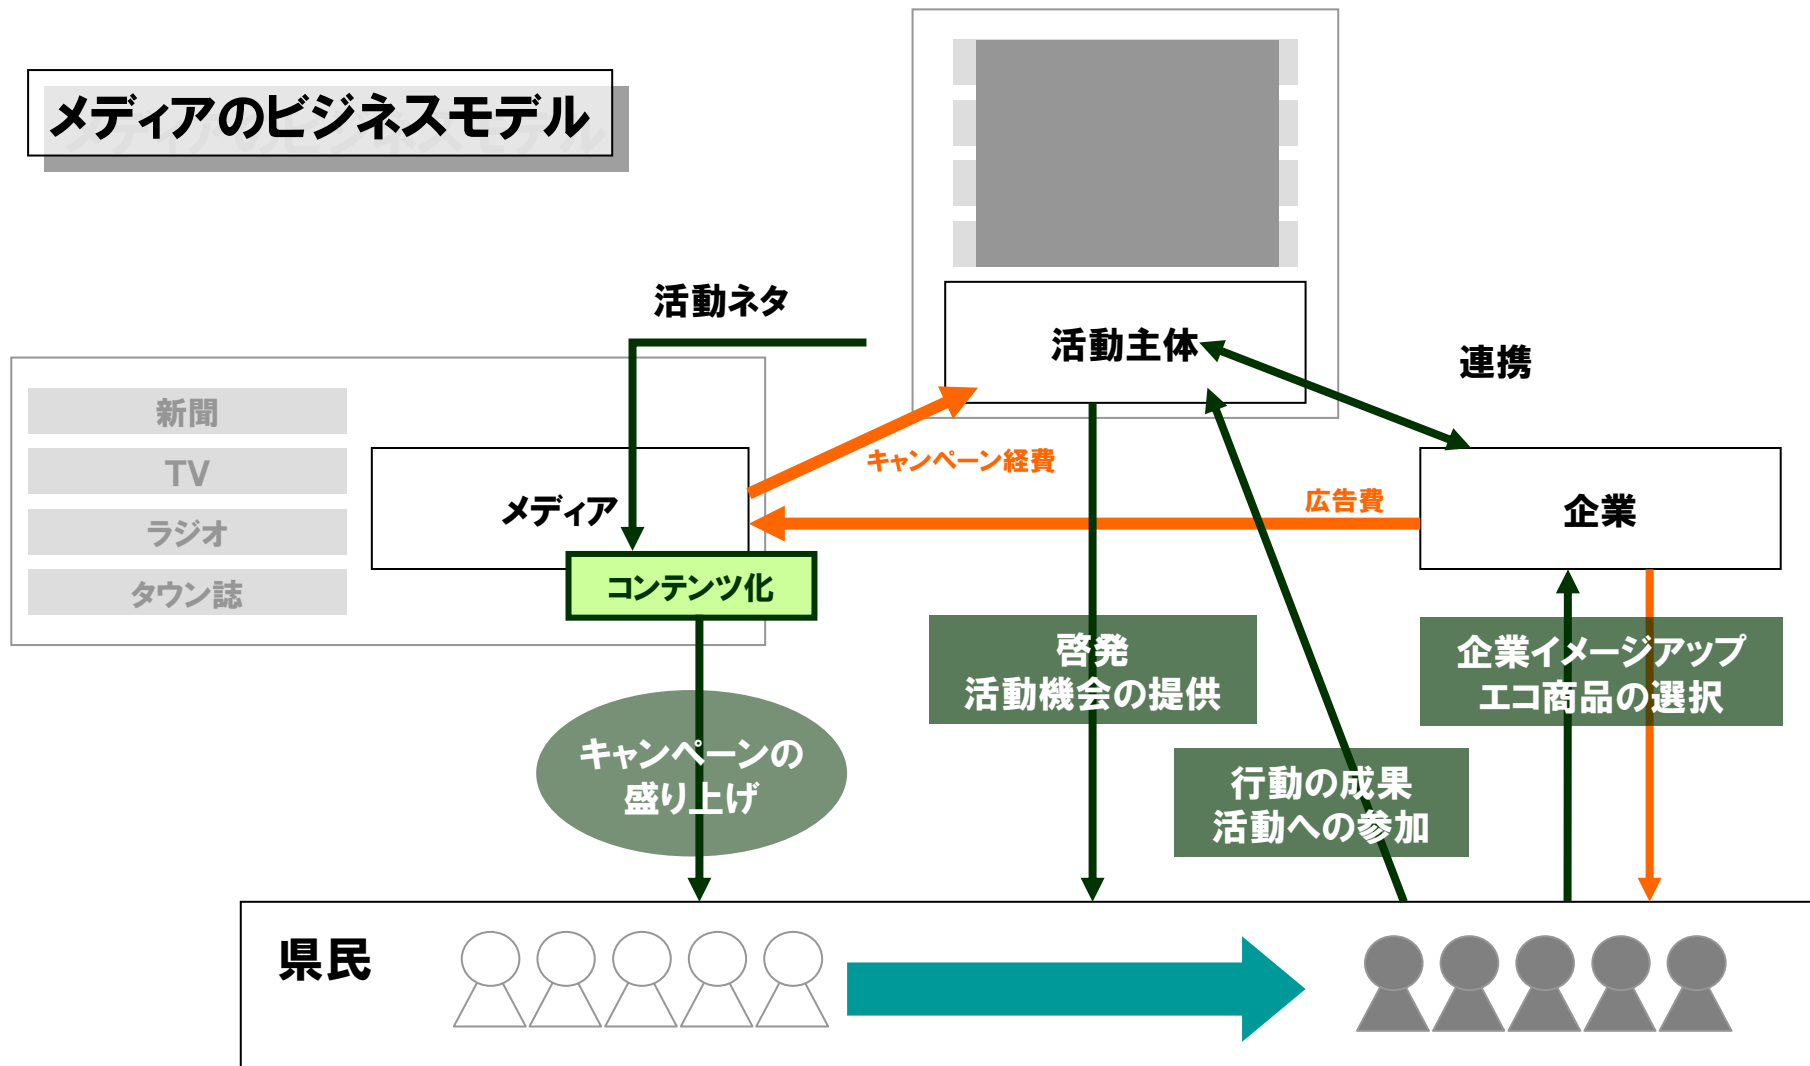 メディアのビジネスモデル
活動ネタ
活動主体
連携
新聞
TV
ラジオ
タウン誌
メディア
キャンペーン経費
広告費
企業
コンテンツ化
啓発
活動機会の提供
企業イメージアップ
エコ商品の選択
キャンペーンの
盛り上げ
行動の成果
活動への参加
県民